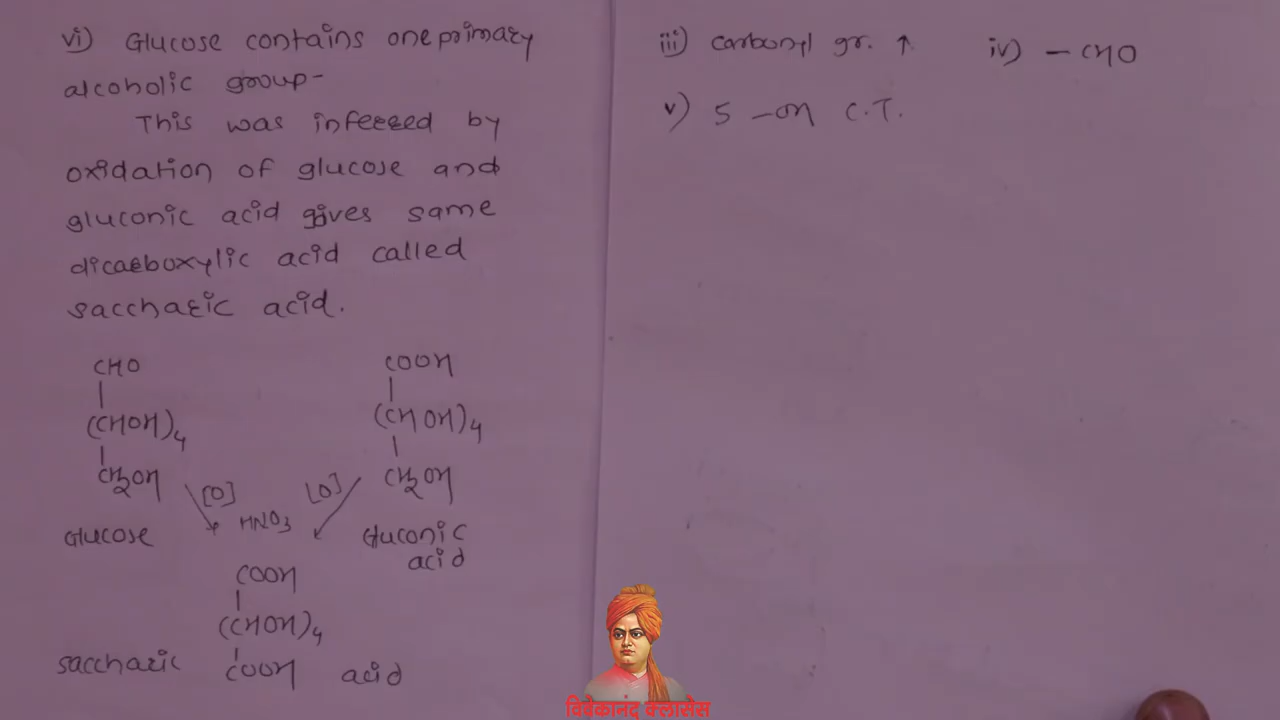 vi) Glucose contains one primary
alcoholic group-
This was inferred by
oxidation of glucose and
gluconic acid gives same
dicarboxylic acid called
saccharic acid.
CHO
(CHOH)4
CH2OH
Glucose
[O]
HNO3
[O]
COOH
(CHOH)4
CH2OH
Gluconic
acid
COOH
(CHOH)4
COOH
saccharic acid
iii) carbonyl gr. ↑
iv) - CHO
v) 5 -OH C.T.
विवेकानंद क्लासेस